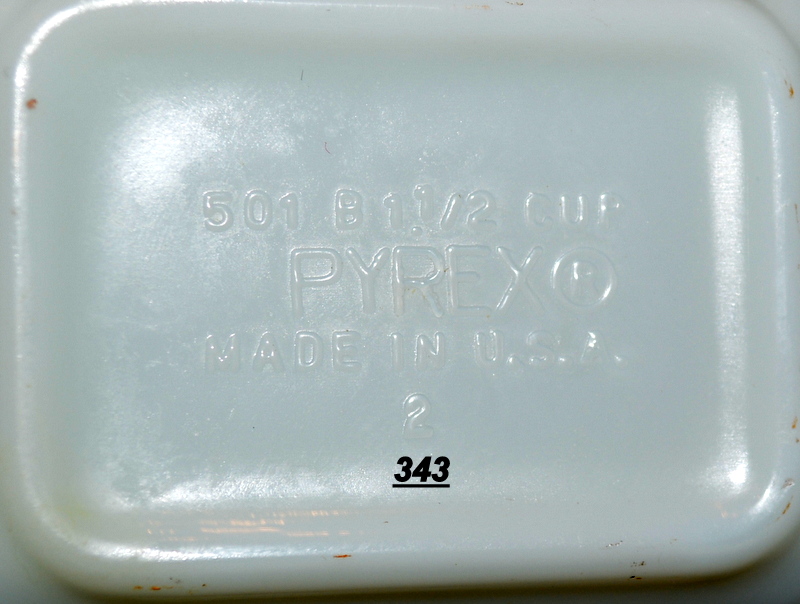 501 B 1 1/2 CUP
PYREX®
MADE IN U.S.A.
2
343